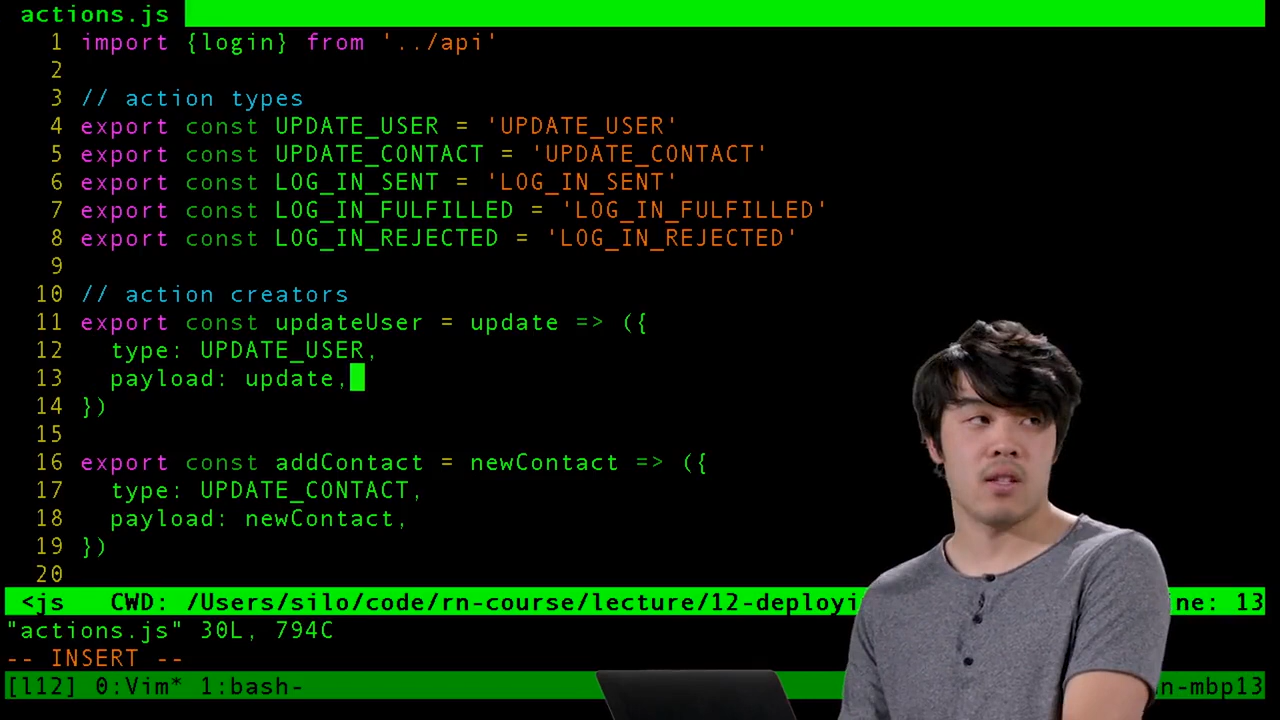 actions.js
1 import {login} from '../api'
2
3 // action types
4 export const UPDATE_USER = 'UPDATE_USER'
5 export const UPDATE_CONTACT = 'UPDATE_CONTACT'
6 export const LOG_IN_SENT = 'LOG_IN_SENT'
7 export const LOG_IN_FULFILLED = 'LOG_IN_FULFILLED'
8 export const LOG_IN_REJECTED = 'LOG_IN_REJECTED'
9
10 // action creators
11 export const updateUser = update => ({
12   type: UPDATE_USER,
13   payload: update,
14 })
15
16 export const addContact = newContact => ({
17   type: UPDATE_CONTACT,
18   payload: newContact,
19 })
20
<js   CWD: /Users/silo/code/rn-course/lecture/12-deployi ne: 13
"actions.js" 30L, 794C
-- INSERT --
[l12] 0:Vim* 1:bash- n-mbp13